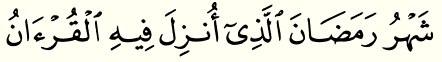 شَهْرُ رَمَضَانَ ٱلَّذِىٓ أُنزِلَ فِيهِ ٱلْقُرْءَانُ